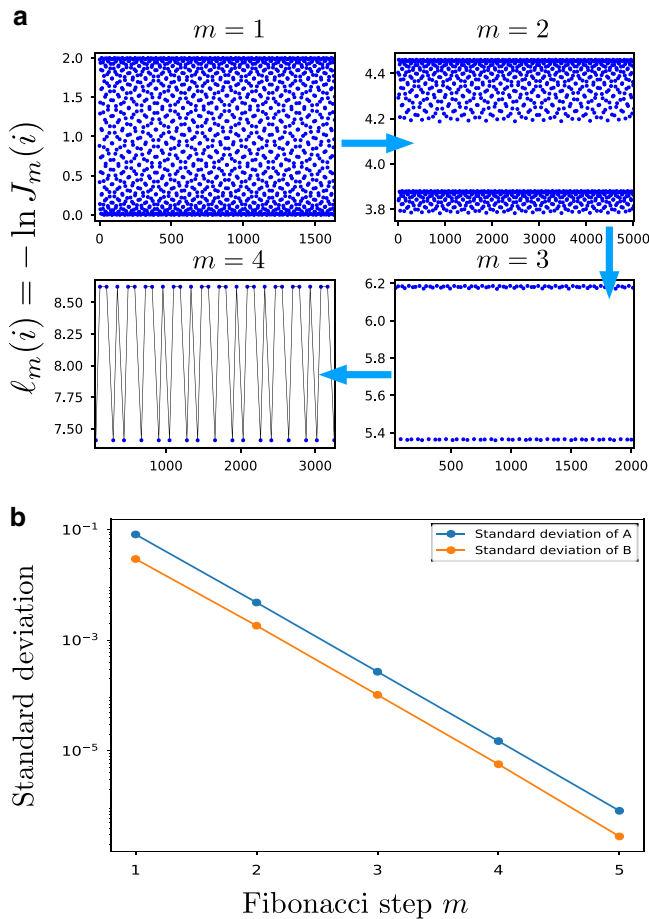 a
m = 1
m = 2
ℓ_m(i) = − ln J_m(i)
2.0
1.5
1.0
0.5
0.0
0 500 1000 1500
4.4
4.2
4.0
3.8
0 1000 2000 3000 4000 5000
m = 4
m = 3
8.50
8.25
8.00
7.75
7.50
1000 2000 3000
6.2
6.0
5.8
5.6
5.4
500 1000 1500 2000
b
Standard deviation
10⁻¹
10⁻³
10⁻⁵
Standard deviation of A
Standard deviation of B
1 2 3 4 5
Fibonacci step m